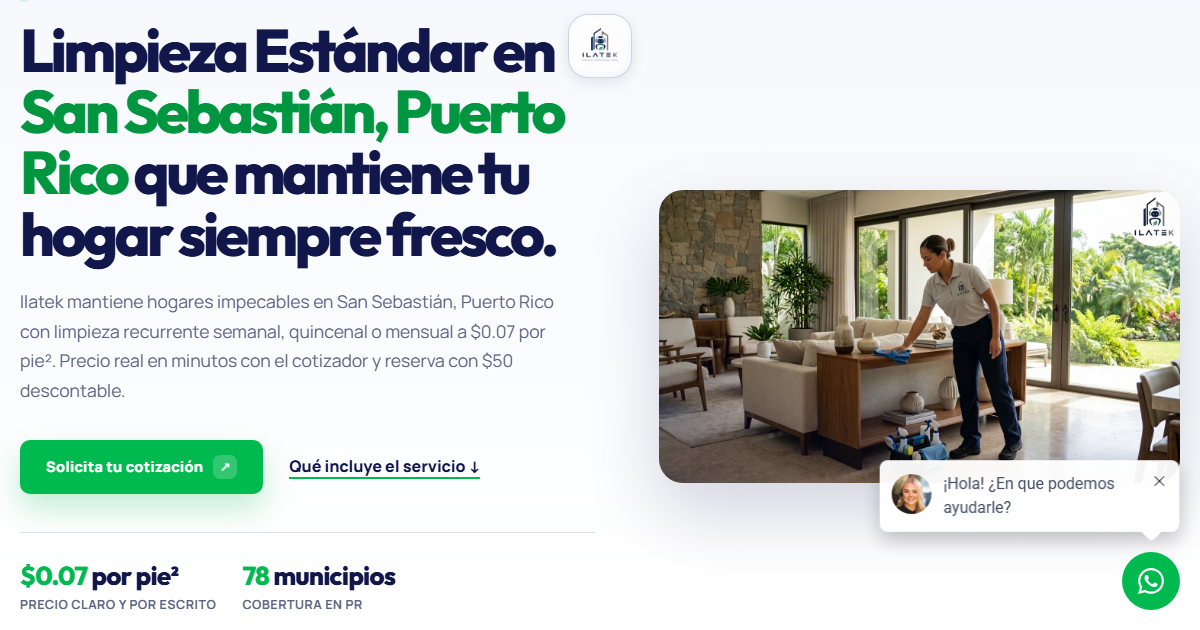 Limpieza Estándar en
San Sebastián, Puerto
Rico que mantiene tu
hogar siempre fresco.
ILATEK
Ilatek mantiene hogares impecables en San Sebastián, Puerto Rico
con limpieza recurrente semanal, quincenal o mensual a $0.07 por
pie². Precio real en minutos con el cotizador y reserva con $50
descontable.
Solicita tu cotización ↗
Qué incluye el servicio ↓
$0.07 por pie²
PRECIO CLARO Y POR ESCRITO
78 municipios
COBERTURA EN PR
ILATEK
ILATEK
¡Hola! ¿En que podemos
ayudarle?